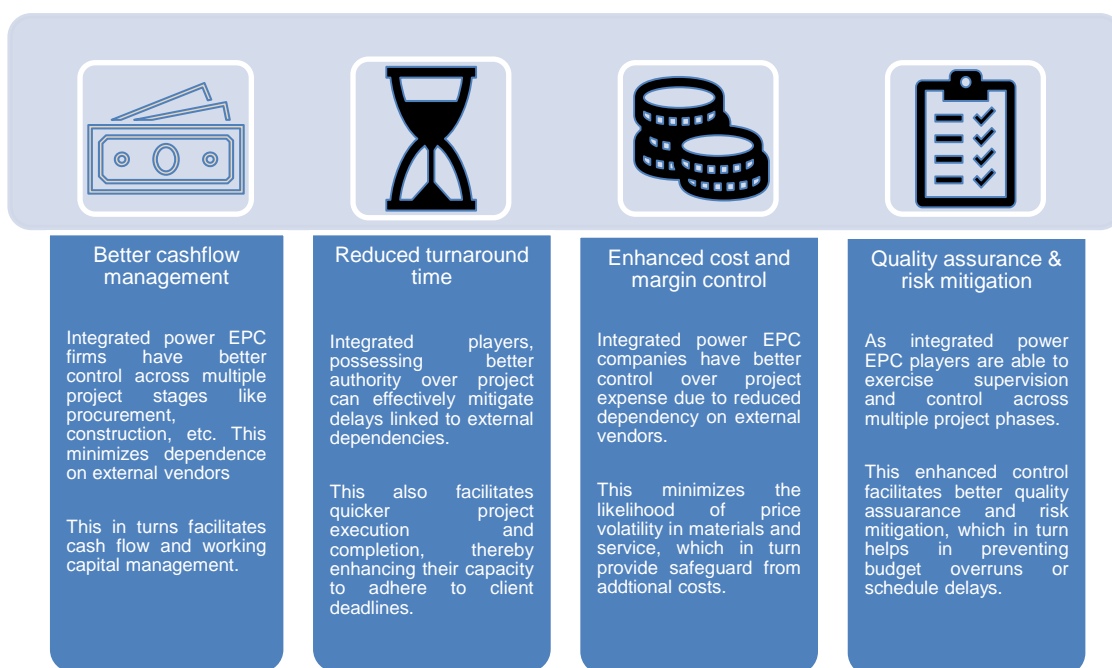 Better cashflow
management
Integrated power EPC
firms have better
control across multiple
project stages like
procurement,
construction, etc. This
minimizes dependence
on external vendors
This in turns facilitates
cash flow and working
capital management.
Reduced turnaround
time
Integrated players,
possessing better
authority over project
can effectively mitigate
delays linked to external
dependencies.
This also facilitates
quicker project
execution and
completion, thereby
enhancing their capacity
to adhere to client
deadlines.
Enhanced cost and
margin control
Integrated power EPC
companies have better
control over project
expense due to reduced
dependency on external
vendors.
This minimizes the
likelihood of price
volatility in materials and
service, which in turn
provide safeguard from
addtional costs.
Quality assurance &
risk mitigation
As integrated power
EPC players are able to
exercise supervision
and control across
multiple project phases.
This enhanced control
facilitates better quality
assuarance and risk
mitigation, which in turn
helps in preventing
budget overruns or
schedule delays.